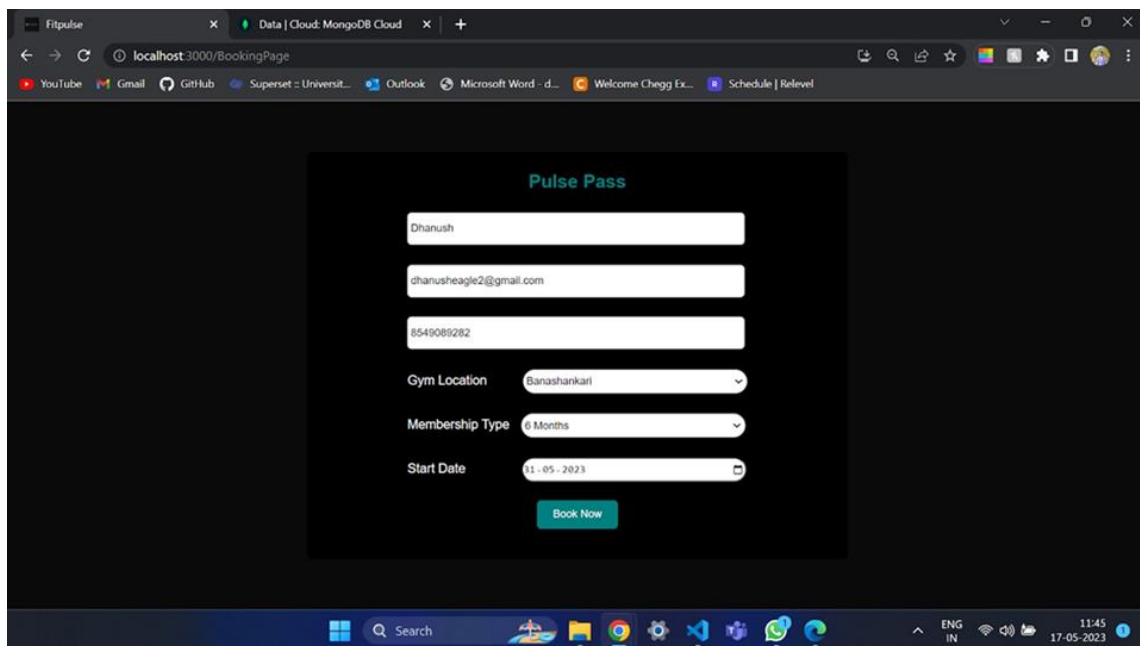 Fitpulse
Data | Cloud: MongoDB Cloud
localhost:3000/BookingPage
YouTube Gmail GitHub Superset :: Universit... Outlook Microsoft Word - d... Welcome Chegg Ex... Schedule | Relevel
Pulse Pass
Dhanush
dhanusheagle2@gmail.com
8549089282
Gym Location Banashankari
Membership Type 6 Months
Start Date 31-05-2023
Book Now
Search
ENG
IN
11:45
17-05-2023
1